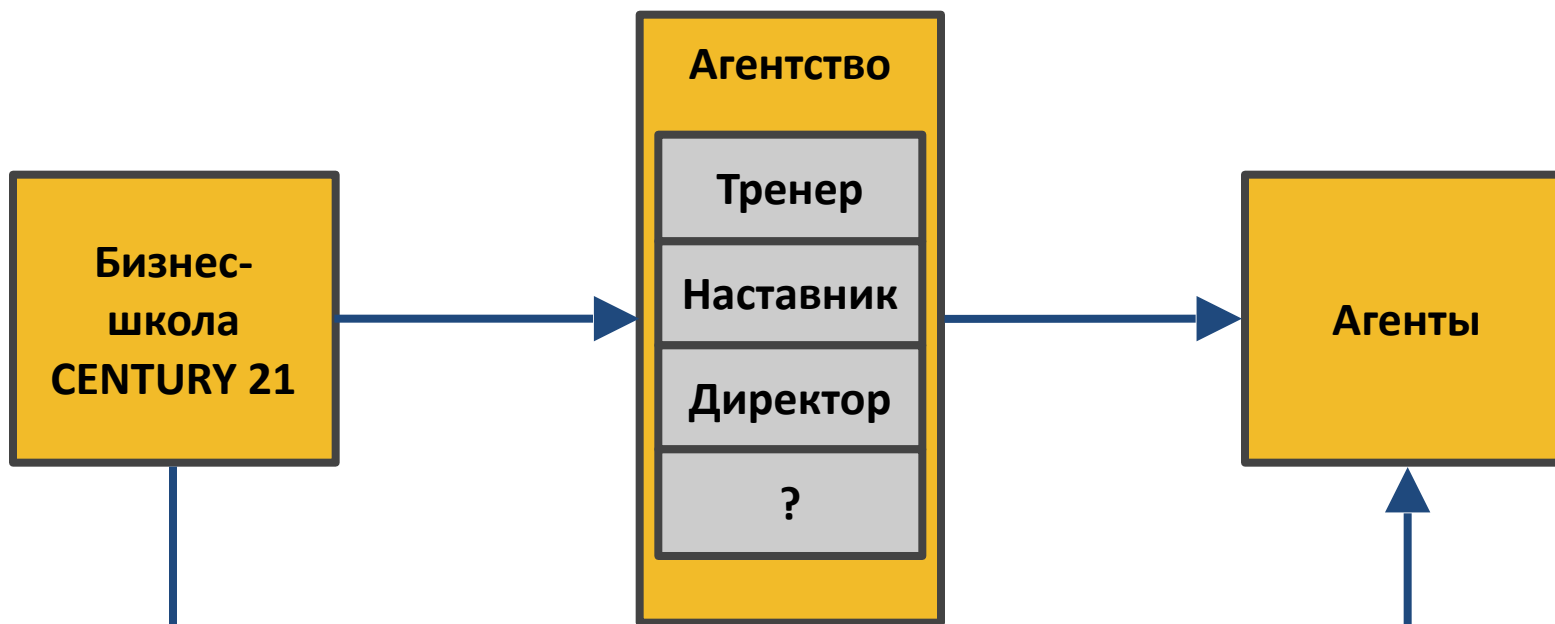 Агентство
Тренер
Наставник
Директор
?
Бизнес-
школа
CENTURY 21
Агенты